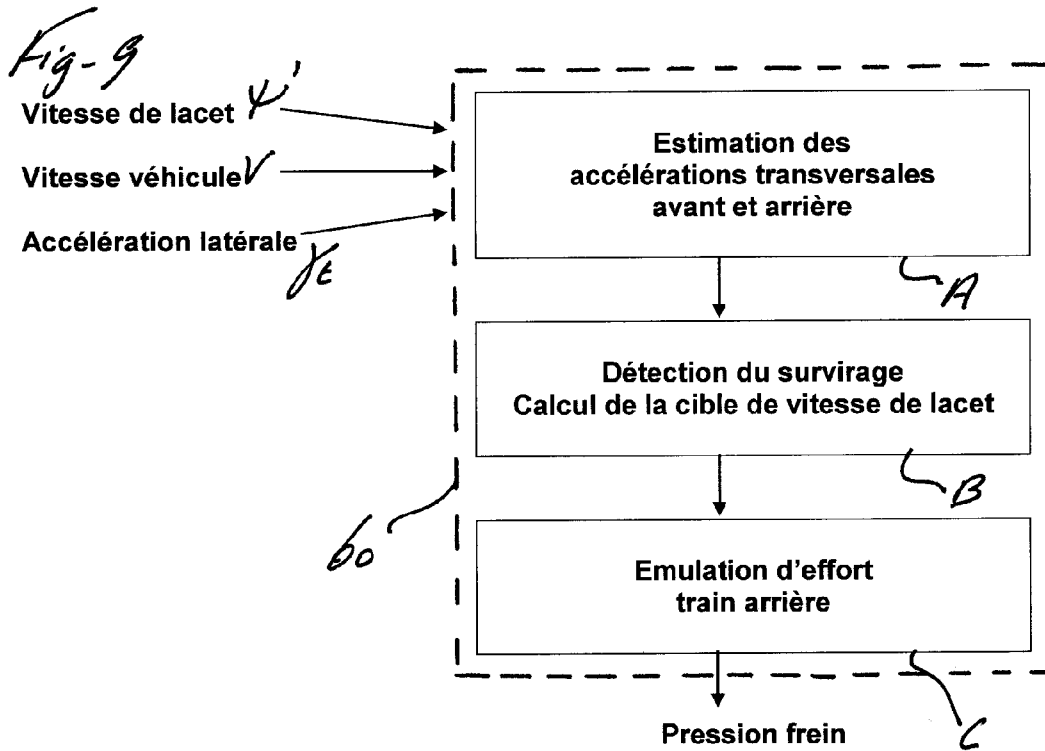 Fig-9
Vitesse de lacet ψ'
Vitesse véhicule V
Accélération latérale γt
Estimation des
accélérations transversales
avant et arrière
A
Détection du survirage
Calcul de la cible de vitesse de lacet
B
60
Emulation d'effort
train arrière
C
Pression frein